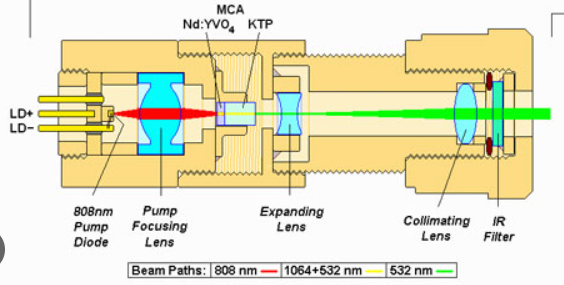 MCA
Nd:YVO4 KTP
LD+
LD-
808nm
Pump
Diode
Pump
Focusing
Lens
Expanding
Lens
Collimating
Lens
IR
Filter
Beam Paths: 808 nm 1064+532 nm 532 nm